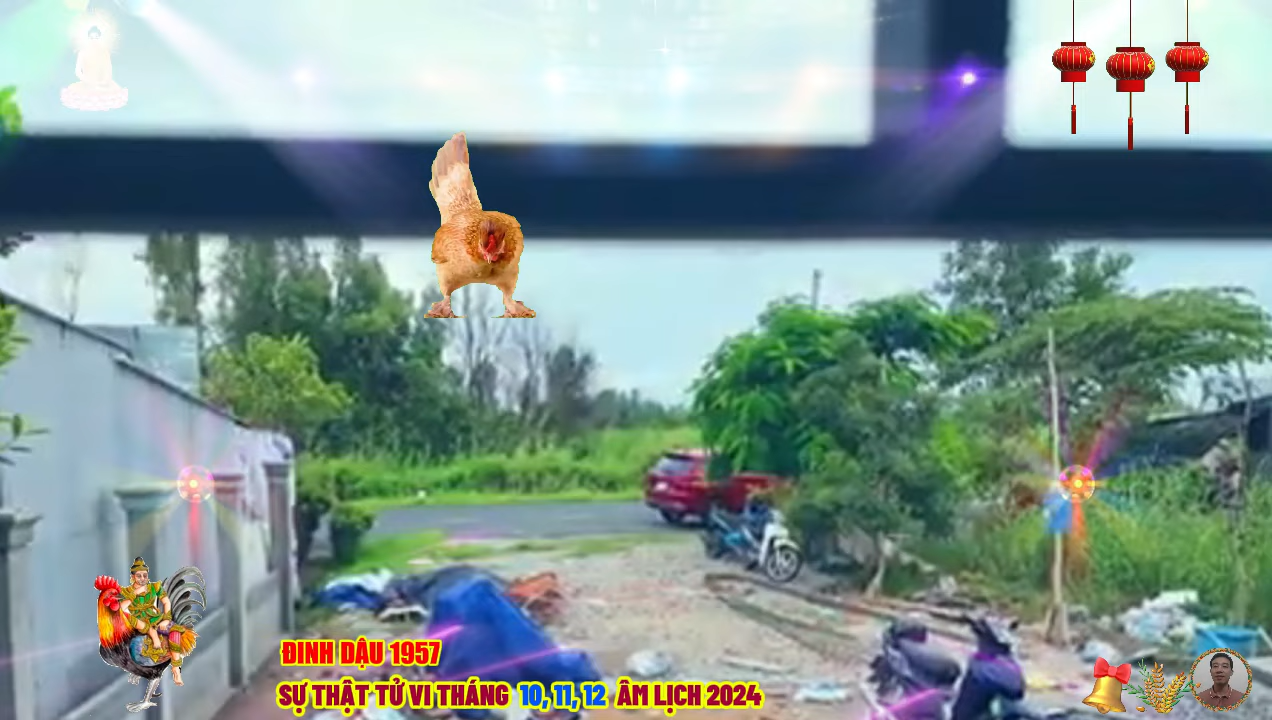 ĐINH DẬU 1957
SỰ THẬT TỬ VI THÁNG 10, 11, 12 ÂM LỊCH 2024